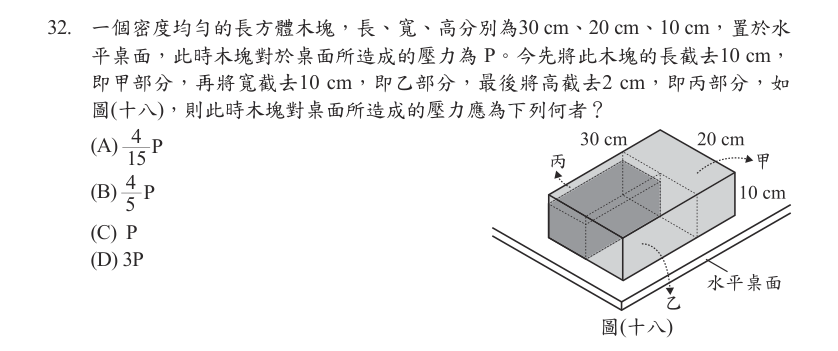 32. 一個密度均勻的長方體木塊，長、寬、高分別為30 cm、20 cm、10 cm，置於水
平桌面，此時木塊對於桌面所造成的壓力為 P。今先將此木塊的長截去10 cm，
即甲部分，再將寬截去10 cm，即乙部分，最後將高截去2 cm，即丙部分，如
圖(十八)，則此時木塊對桌面所造成的壓力應為下列何者？
(A) 4/15 P
(B) 4/5 P
(C) P
(D) 3P
30 cm
20 cm
丙
甲
10 cm
水平桌面
乙
圖(十八)